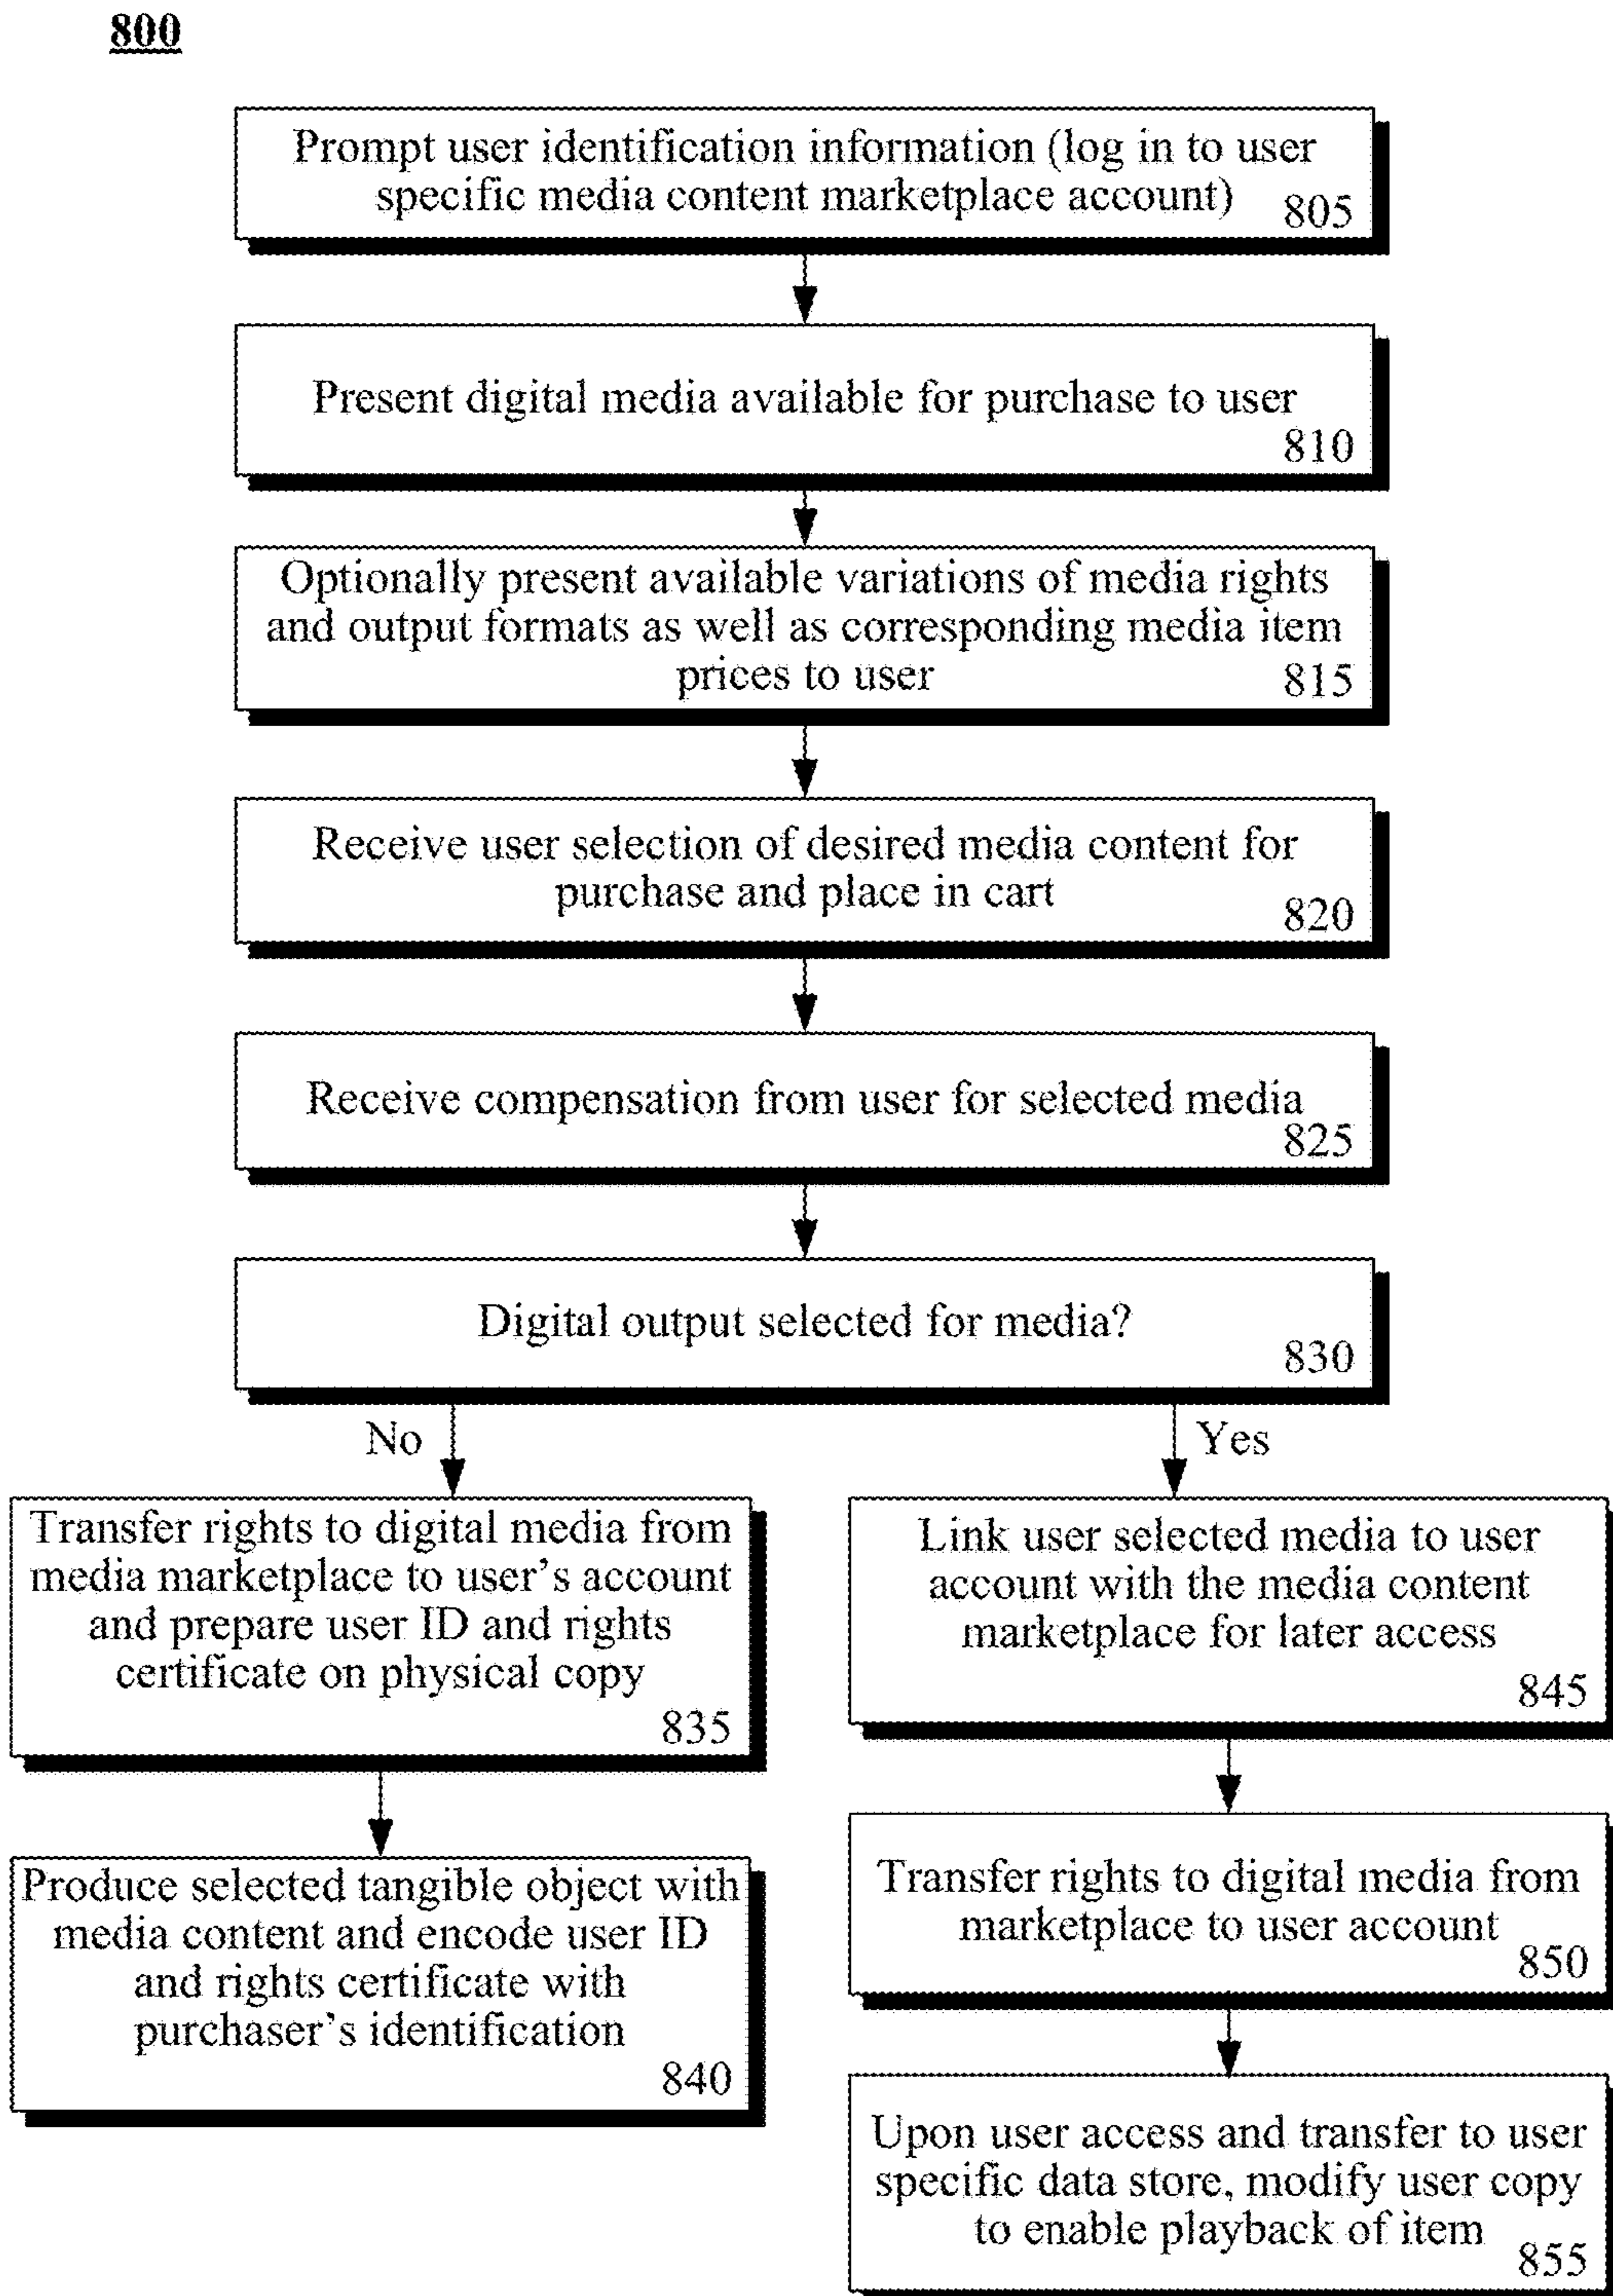 800
Prompt user identification information (log in to user
specific media content marketplace account)
805
Present digital media available for purchase to user
810
Optionally present available variations of media rights
and output formats as well as corresponding media item
prices to user
815
Receive user selection of desired media content for
purchase and place in cart
820
Receive compensation from user for selected media
825
Digital output selected for media?
830
No
Yes
Transfer rights to digital media from
media marketplace to user's account
and prepare user ID and rights
certificate on physical copy
835
Produce selected tangible object with
media content and encode user ID
and rights certificate with
purchaser's identification
840
Link user selected media to user
account with the media content
marketplace for later access
845
Transfer rights to digital media from
marketplace to user account
850
Upon user access and transfer to user
specific data store, modify user copy
to enable playback of item
855